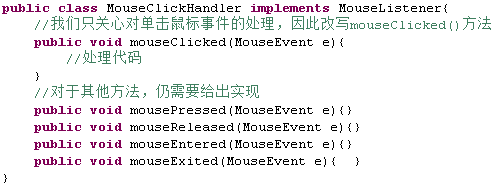 public class MouseClickHandler implements MouseListener{
//我们只关心对单击鼠标事件的处理，因此改写mouseClicked()方法
public void mouseClicked(MouseEvent e){
//处理代码
}
//对于其他方法，仍需要给出实现
public void mousePressed(MouseEvent e){}
public void mouseReleased(MouseEvent e){}
public void mouseEntered(MouseEvent e){}
public void mouseExited(MouseEvent e){  }
}